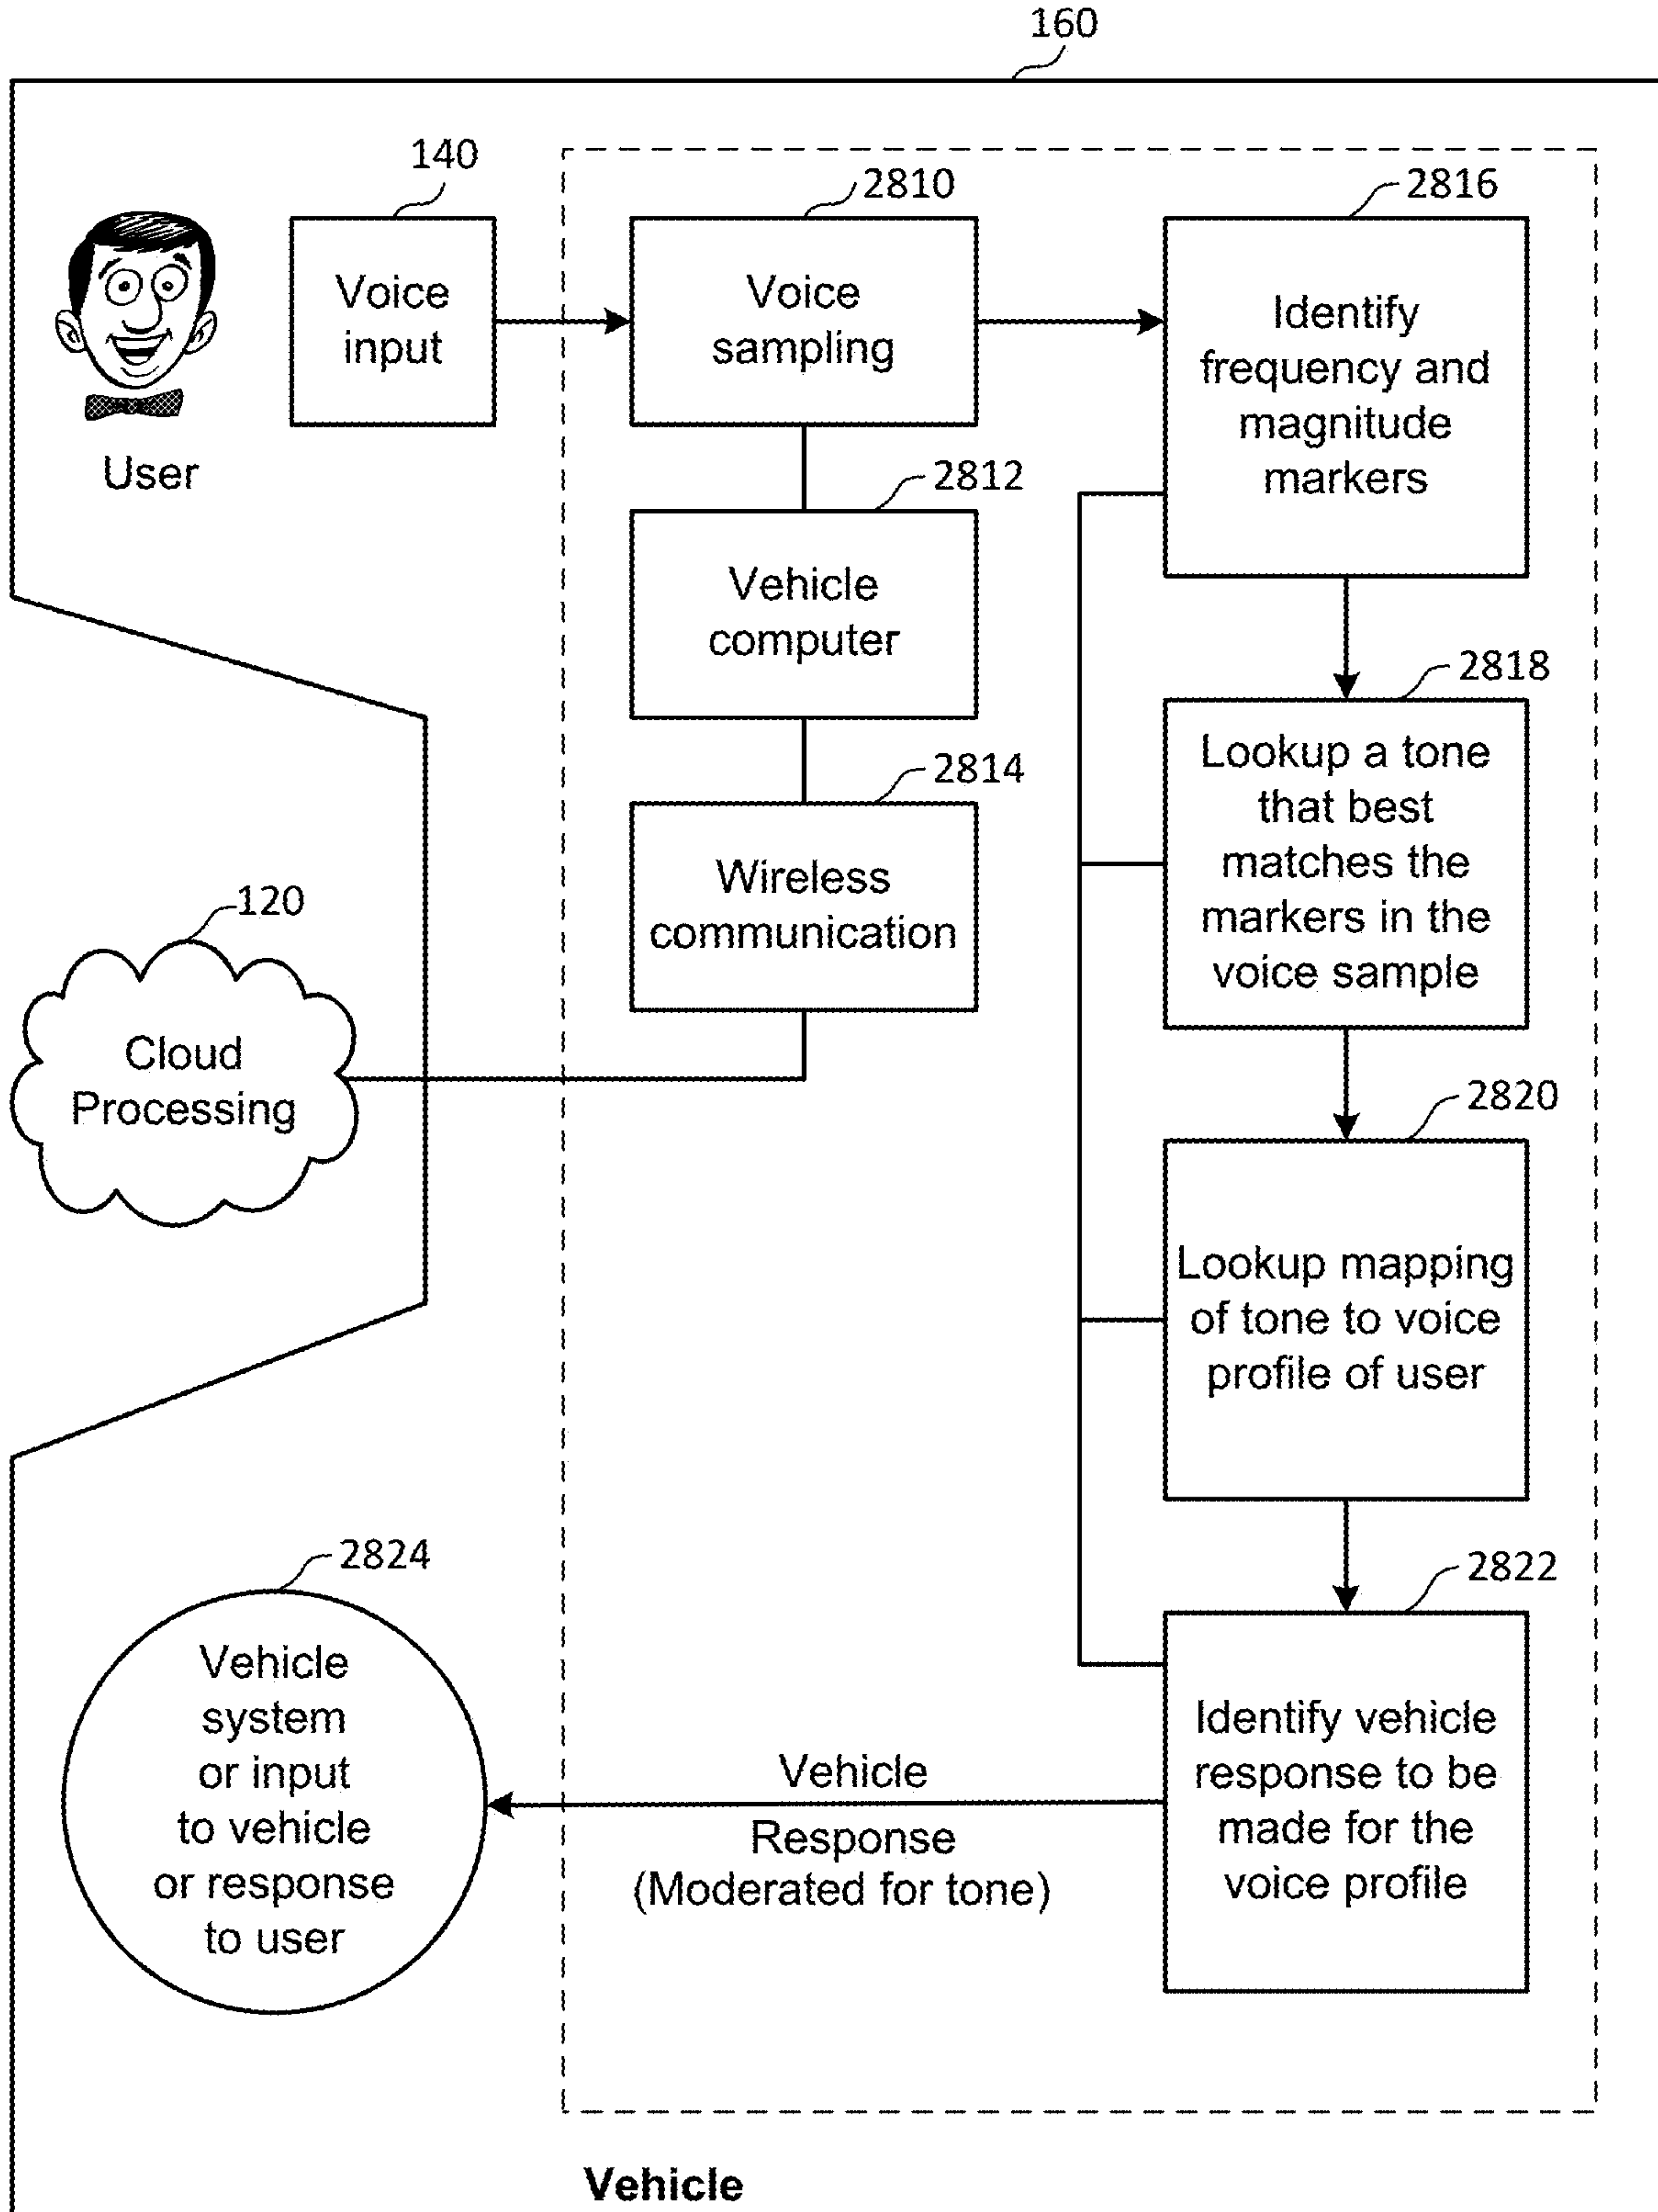 160
140
Voice
input
User
2810
Voice
sampling
2816
Identify
frequency and
magnitude
markers
2812
Vehicle
computer
2814
Wireless
communication
2818
Lookup a tone
that best
matches the
markers in the
voice sample
120
Cloud
Processing
2820
Lookup mapping
of tone to voice
profile of user
2822
Identify vehicle
response to be
made for the
voice profile
Vehicle
Response
(Moderated for tone)
2824
Vehicle
system
or input
to vehicle
or response
to user
Vehicle